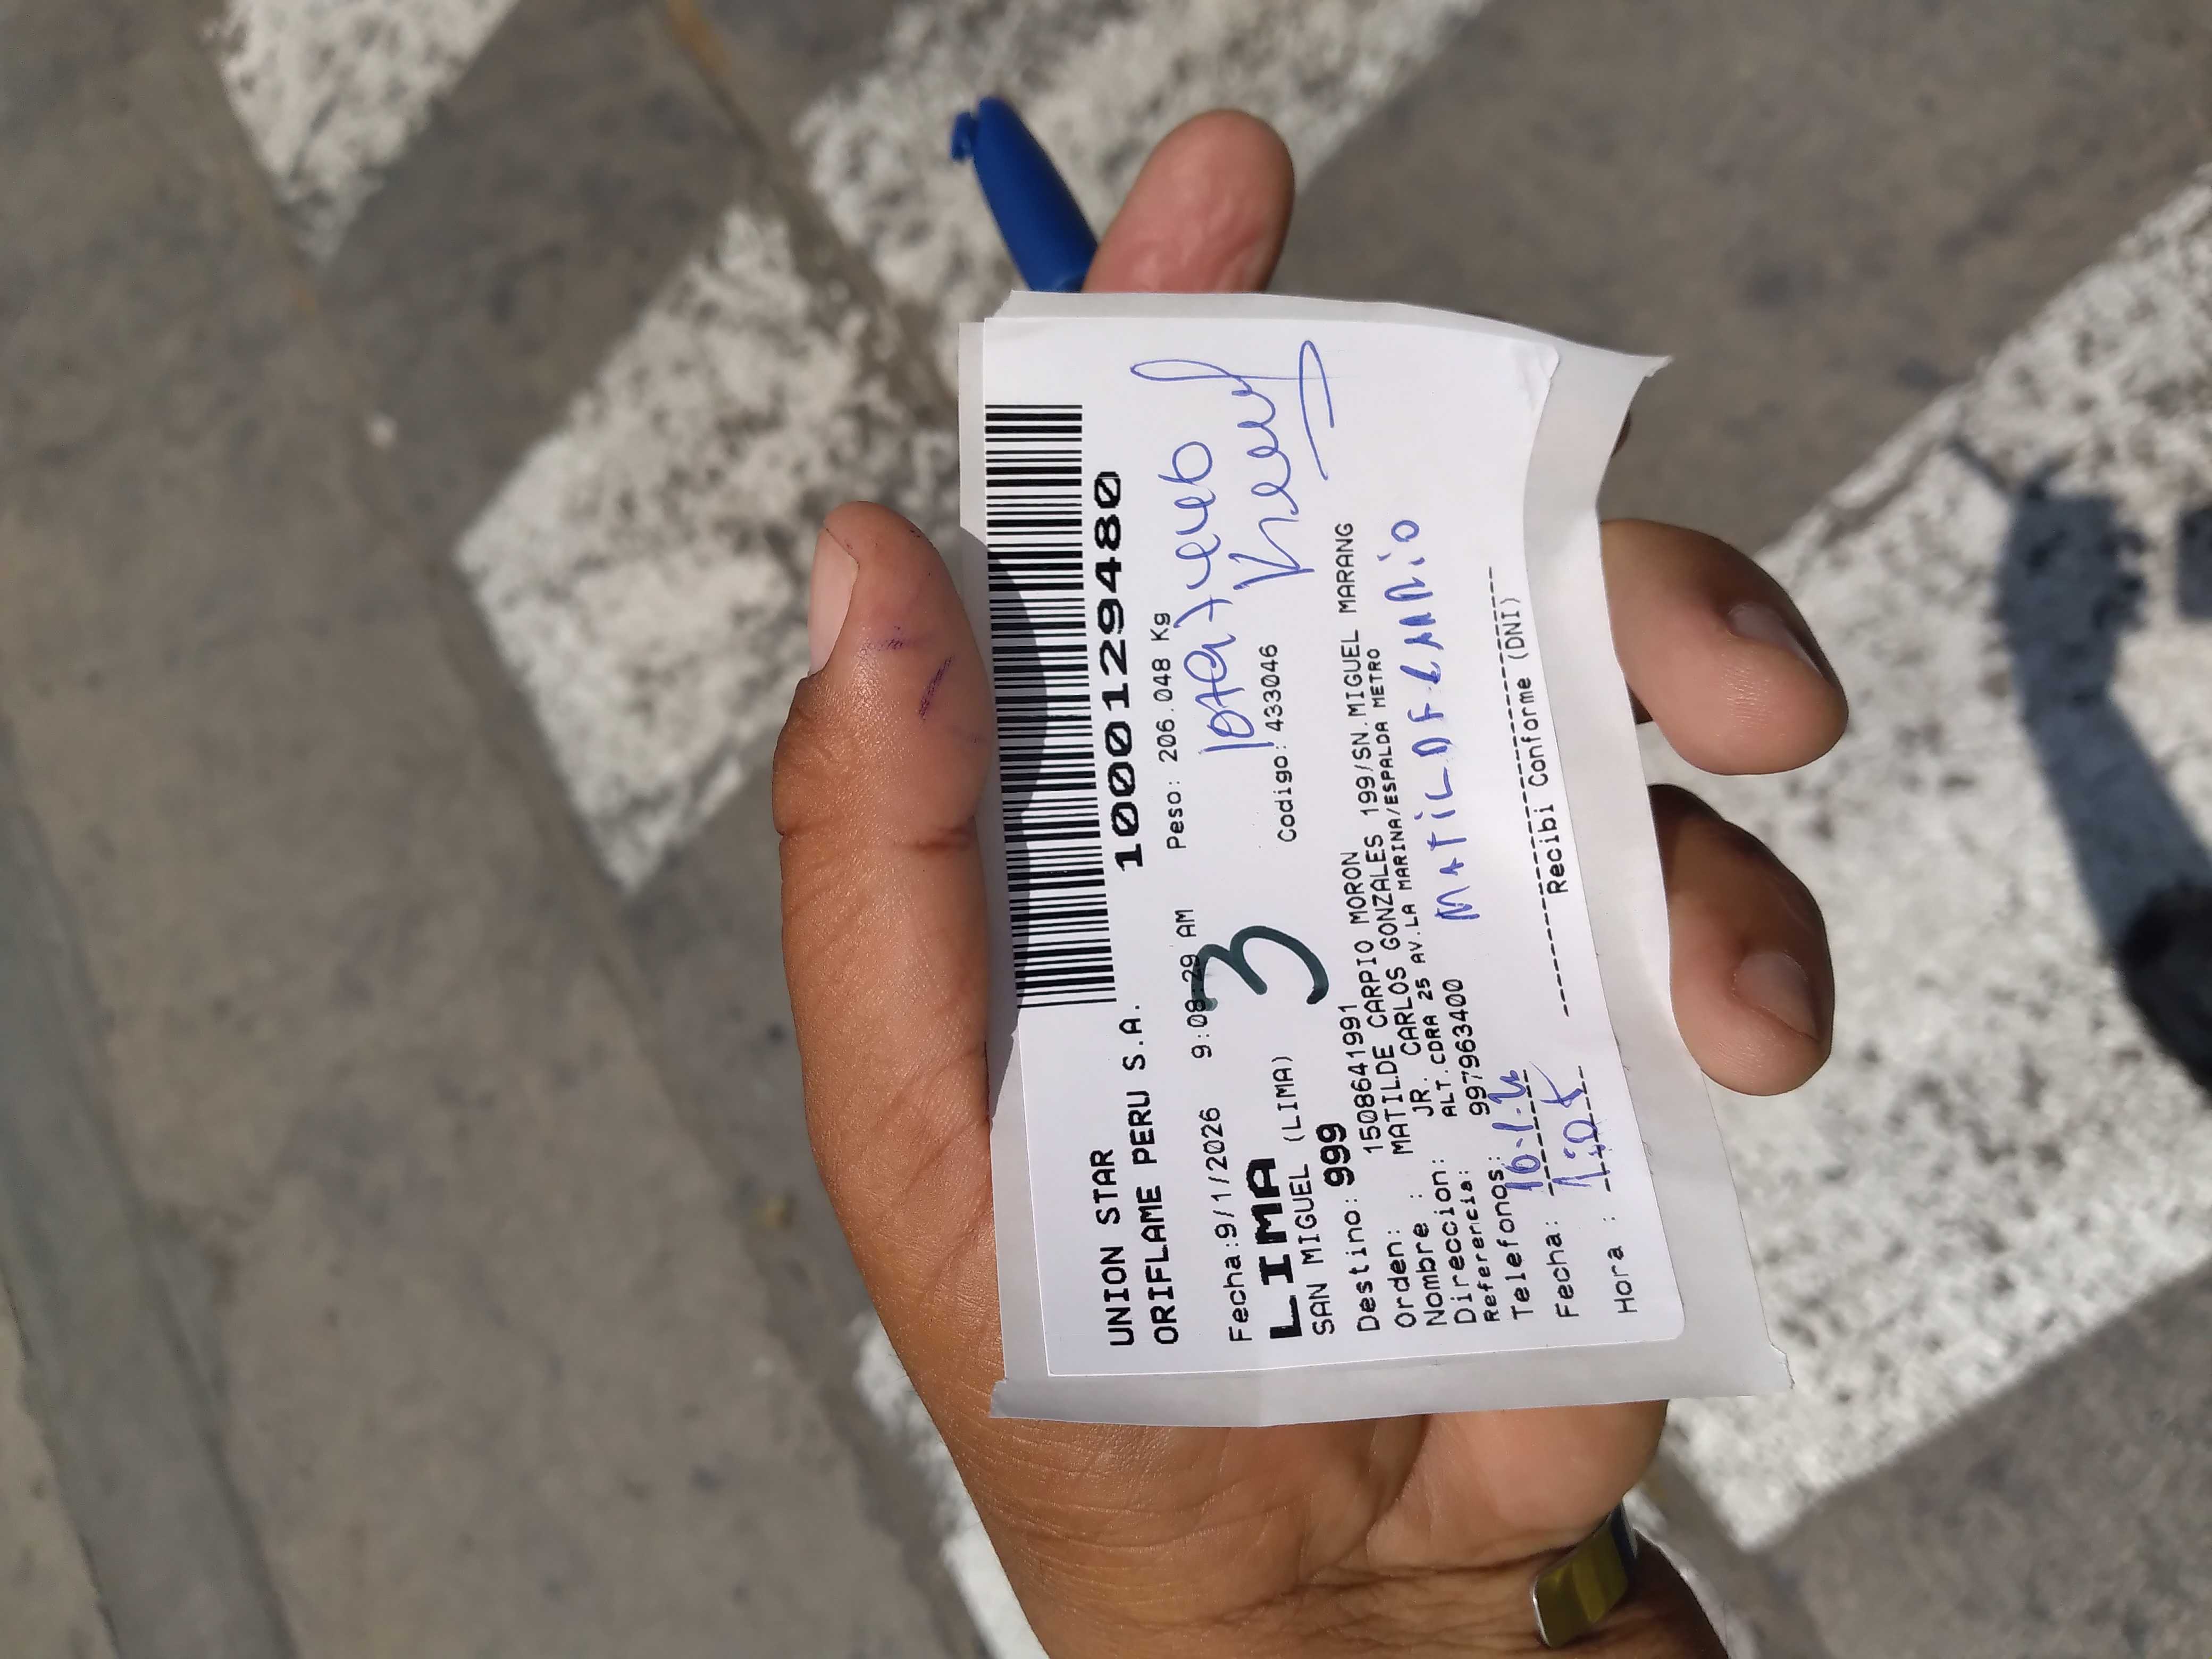 UNION STAR
ORIFLAME PERU S.A.
1000129480
Fecha:9/1/2026 9:08:29 AM Peso: 206.048 Kg
LIMA 3
SAN MIGUEL (LIMA) Codigo: 433046
Destino: 999
Orden: 1508641991
Nombre : MATILDE CARPIO MORON
Direccion: JR. CARLOS GONZALES 199/SN.MIGUEL MARANG
Referencia: ALT.CDRA 25 AV.LA MARINA/ESPALDA METRO
Telefonos: 997963400
MATILDE CARPIO
Fecha:
Recibi Conforme (DNI)
Hora :